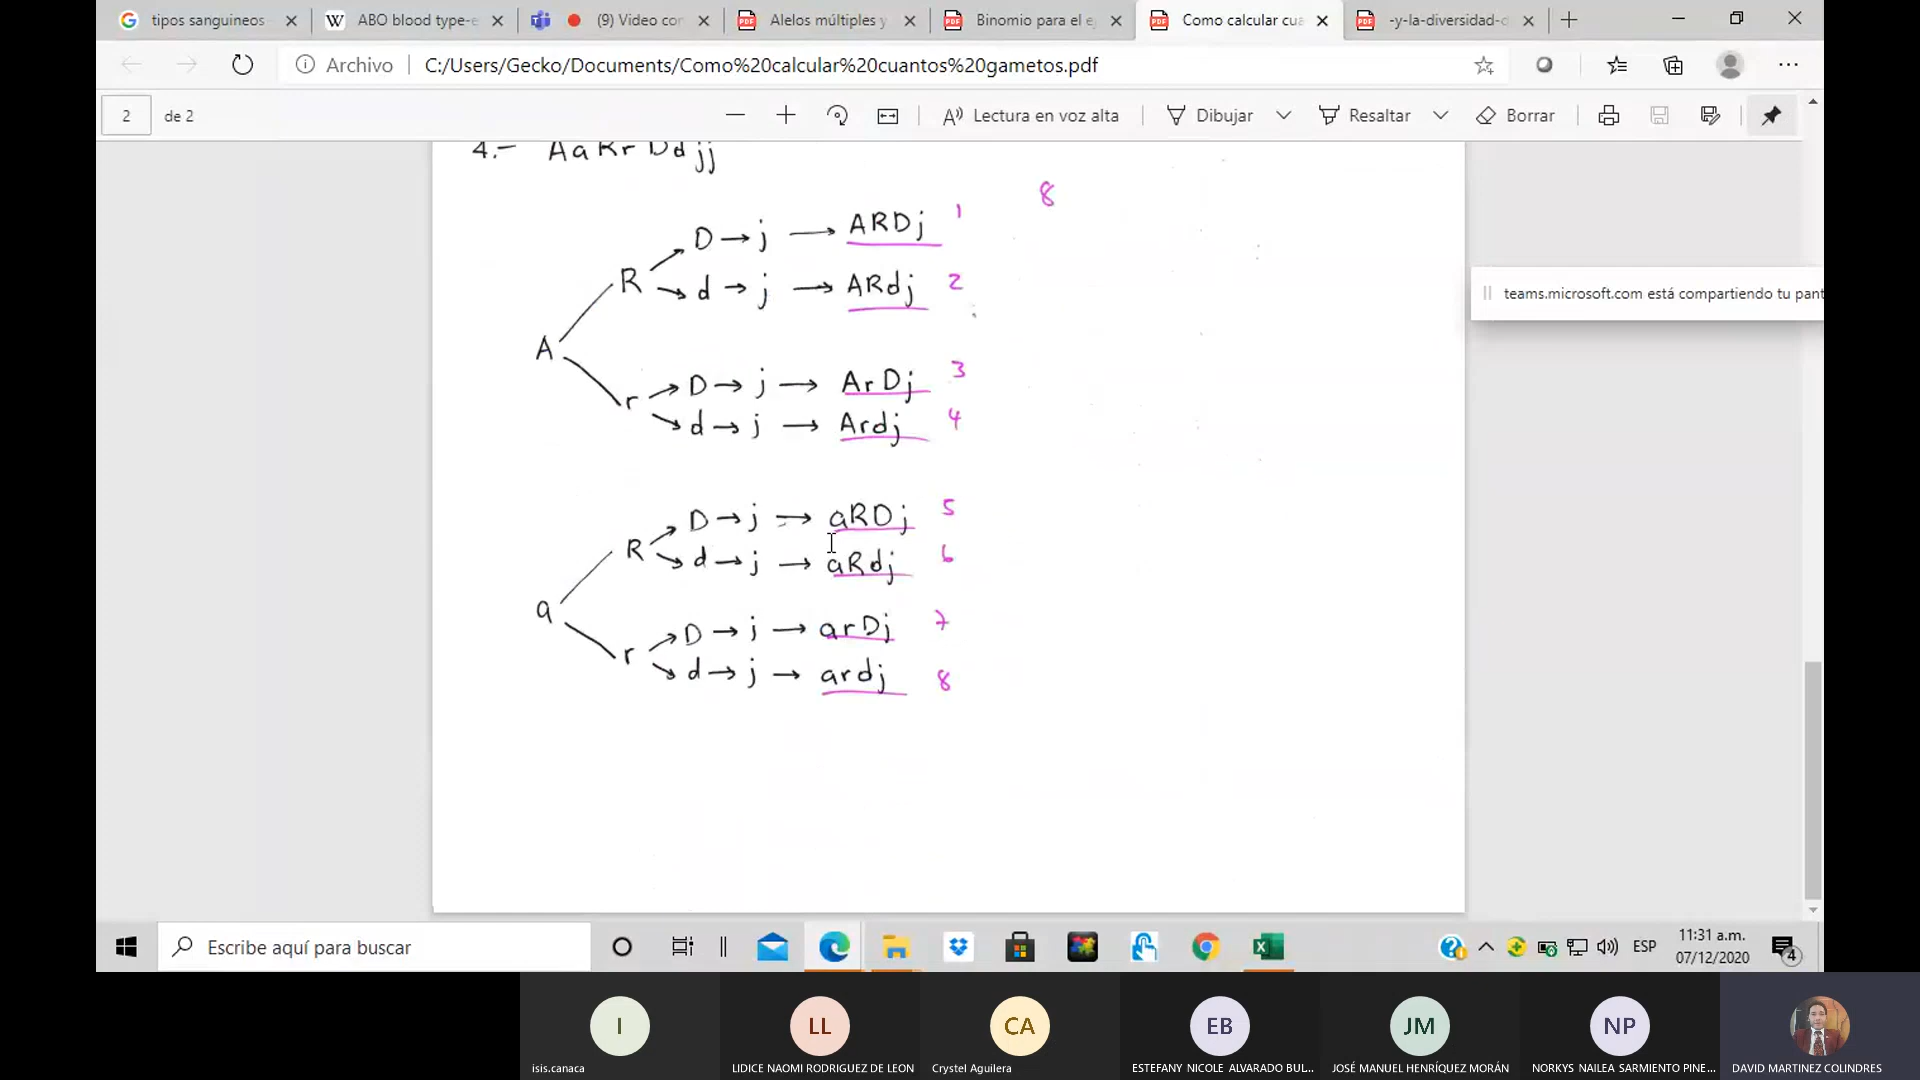 tipos sanguineos
ABO blood type-e
(9) Video cor
Alelos múltiples y
Binomio para el ej
Como calcular cua
-y-la-diversidad-d
Archivo
C:/Users/Gecko/Documents/Como%20calcular%20cuantos%20gametos.pdf
2 de 2
Lectura en voz alta
Dibujar
Resaltar
Borrar
4.- AaRrDdjj
8
D → j → ARDj 1
R
d → j → ARdj 2
teams.microsoft.com está compartiendo tu pant
A
D → j → ArDj 3
r
d → j → Ardj 4
D → j → aRDj 5
R
d → j → aRdj 6
a
D → j → arDj 7
r
d → j → ardj 8
Escribe aquí para buscar
ESP
11:31 a.m.
07/12/2020
4
I
LL
CA
EB
JM
NP
isis.canaca
LIDICE NAOMI RODRIGUEZ DE LEON
Crystel Aguilera
ESTEFANY NICOLE ALVARADO BUL...
JOSÉ MANUEL HENRÍQUEZ MORÁN
NORKYS NAILEA SARMIENTO PINE...
DAVID MARTINEZ COLINDRES